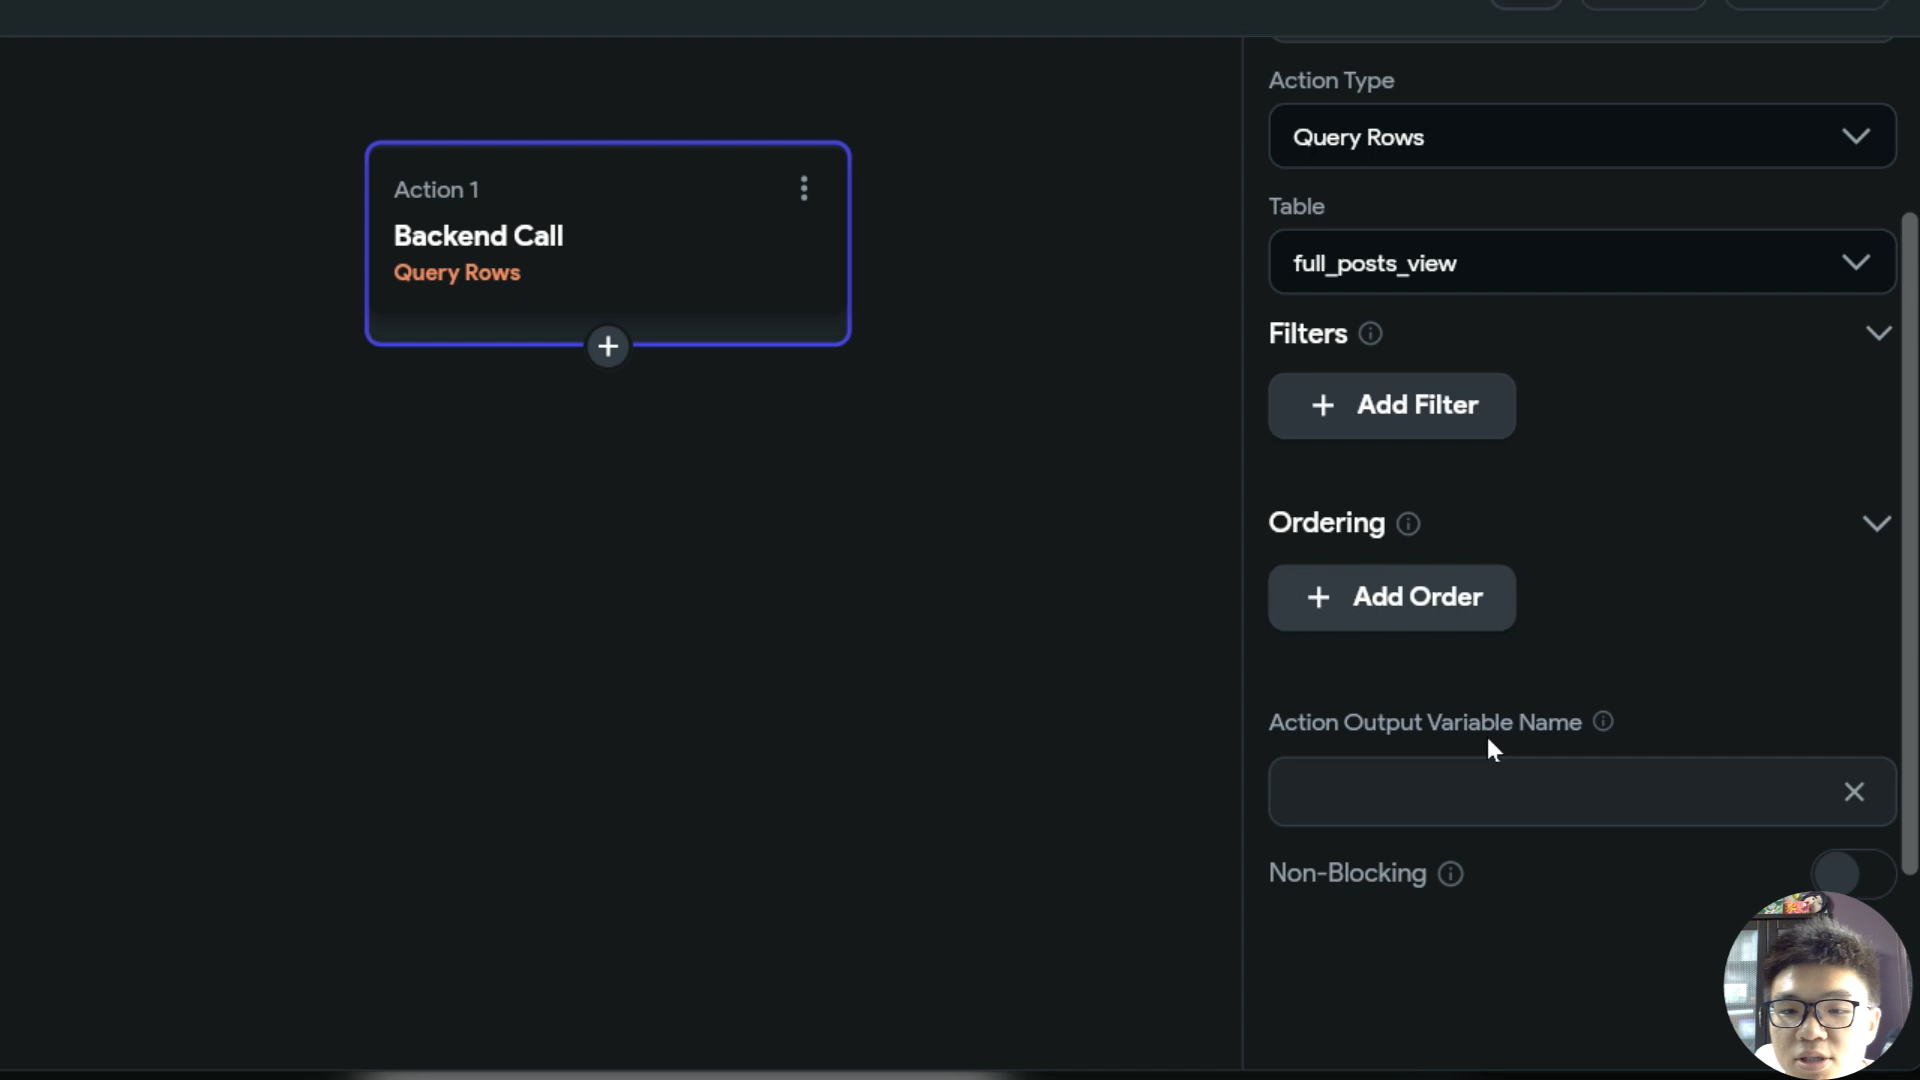 Action Type
Query Rows
Table
full_posts_view
Filters
Add Filter
Ordering
Add Order
Action Output Variable Name
Non-Blocking
Action 1
Backend Call
Query Rows